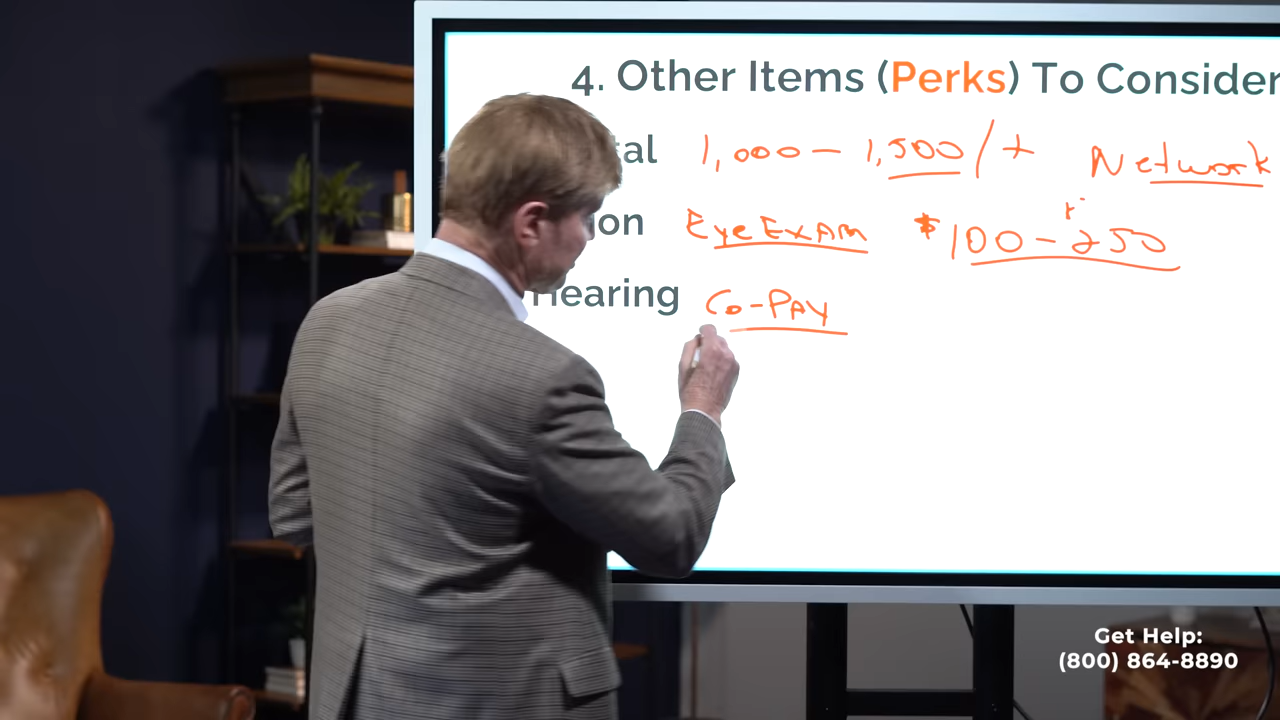 4. Other Items (Perks) To Consider
tal 1,000 – 1,500 / + Network
ion Eye Exam $100 – 250
Hearing Co-Pay
Get Help:
(800) 864-8890